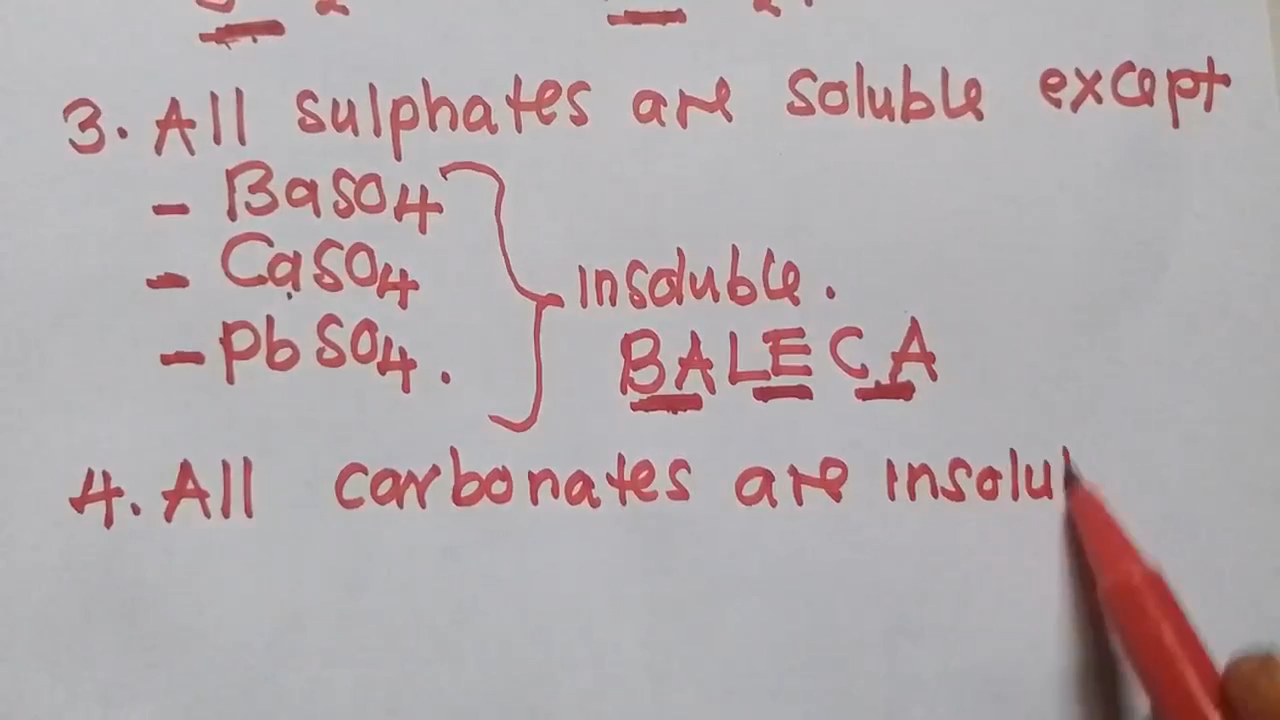 3. All sulphates are soluble except
- BaSO4
- CaSO4
- PbSO4.
insoluble.
BALECA
4. All carbonates are insolu